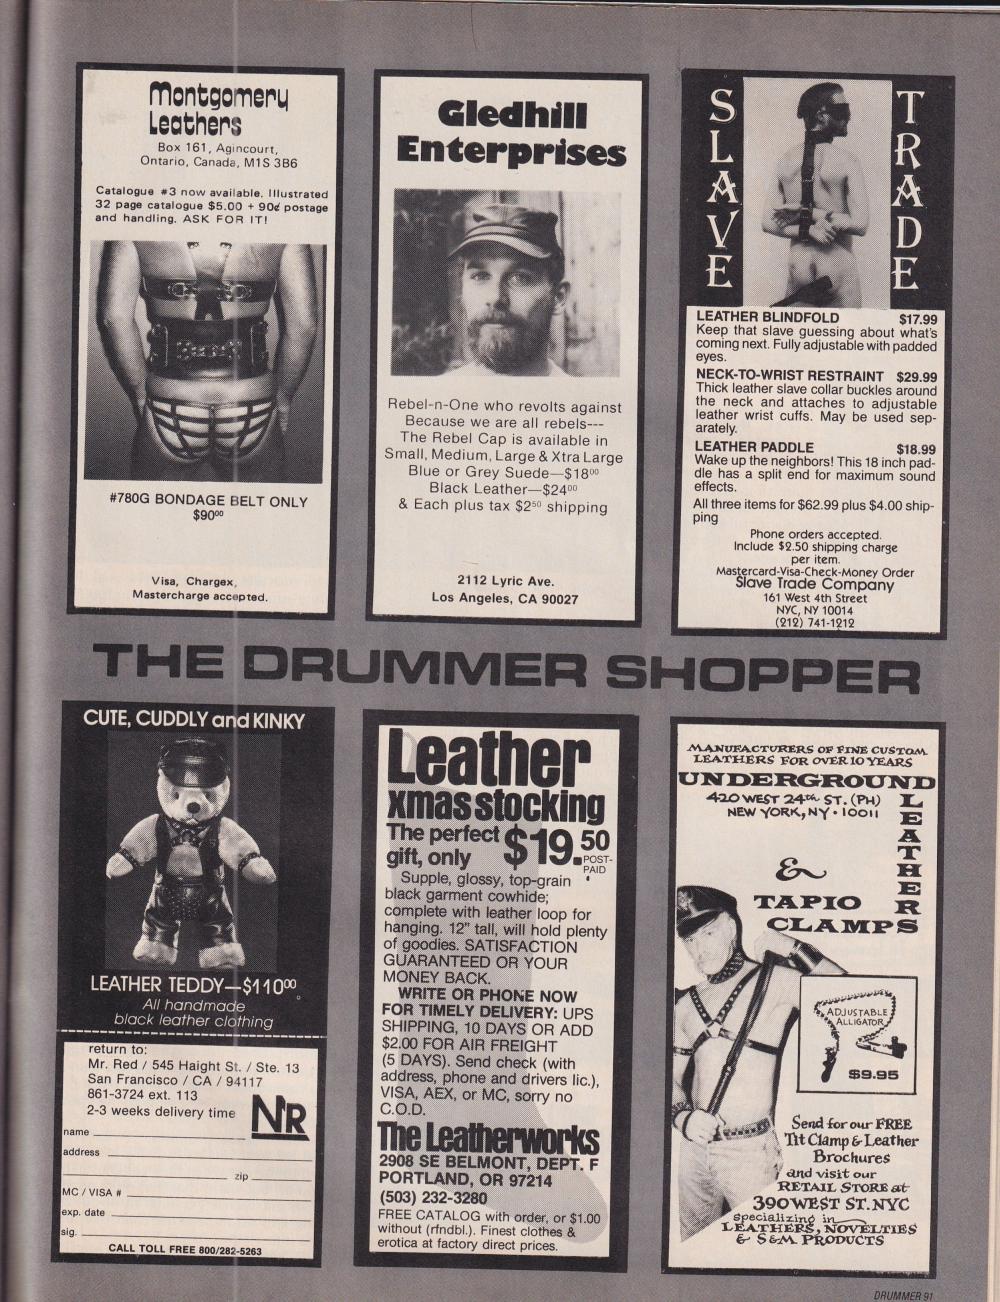 Montgomery
Leathers
Box 161, Agincourt,
Ontario, Canada, M1S 3B6
Catalogue #3 now available. Illustrated
32 page catalogue $5.00 + 90¢ postage
and handling. ASK FOR IT!
#780G BONDAGE BELT ONLY
$90⁰⁰
Visa, Chargex,
Mastercharge accepted.
Gledhill
Enterprises
Rebel-n-One who revolts against
Because we are all rebels---
The Rebel Cap is available in
Small, Medium, Large & Xtra Large
Blue or Grey Suede—$18⁰⁰
Black Leather—$24⁰⁰
& Each plus tax $2⁵⁰ shipping
2112 Lyric Ave.
Los Angeles, CA 90027
SLAVE
TRADE
LEATHER BLINDFOLD $17.99
Keep that slave guessing about what's
coming next. Fully adjustable with padded
eyes.
NECK-TO-WRIST RESTRAINT $29.99
Thick leather slave collar buckles around
the neck and attaches to adjustable
leather wrist cuffs. May be used sep-
arately.
LEATHER PADDLE $18.99
Wake up the neighbors! This 18 inch pad-
dle has a split end for maximum sound
effects.
All three items for $62.99 plus $4.00 ship-
ping
Phone orders accepted.
Include $2.50 shipping charge
per item.
Mastercard-Visa-Check-Money Order
Slave Trade Company
161 West 4th Street
NYC, NY 10014
(212) 741-1212
THE DRUMMER SHOPPER
CUTE, CUDDLY and KINKY
LEATHER TEDDY—$110⁰⁰
All handmade
black leather clothing
return to:
Mr. Red / 545 Haight St. / Ste. 13
San Francisco / CA / 94117
861-3724 ext. 113
2-3 weeks delivery time
NR
name
address
zip
MC / VISA #
exp. date
sig.
CALL TOLL FREE 800/282-5263
Leather
xmas stocking
The perfect
gift, only $19.50
POST-
PAID
Supple, glossy, top-grain
black garment cowhide;
complete with leather loop for
hanging. 12" tall, will hold plenty
of goodies. SATISFACTION
GUARANTEED OR YOUR
MONEY BACK.
WRITE OR PHONE NOW
FOR TIMELY DELIVERY: UPS
SHIPPING, 10 DAYS OR ADD
$2.00 FOR AIR FREIGHT
(5 DAYS). Send check (with
address, phone and drivers lic.),
VISA, AEX, or MC, sorry no
C.O.D.
The Leatherworks
2908 SE BELMONT, DEPT. F
PORTLAND, OR 97214
(503) 232-3280
FREE CATALOG with order, or $1.00
without (rfndbl.). Finest clothes &
erotica at factory direct prices.
MANUFACTURERS OF FINE CUSTOM
LEATHERS FOR OVER 10 YEARS
UNDERGROUND
LEATHERS
420 WEST 24th ST. (PH)
NEW YORK, NY • 10011
&
TAPIO
CLAMPS
ADJUSTABLE
ALLIGATOR
$9.95
Send for our FREE
Tit Clamp & Leather
Brochures
and visit our
RETAIL STORE at
390 WEST ST. NYC
specializing in
LEATHERS, NOVELTIES
& S&M PRODUCTS
DRUMMER 91